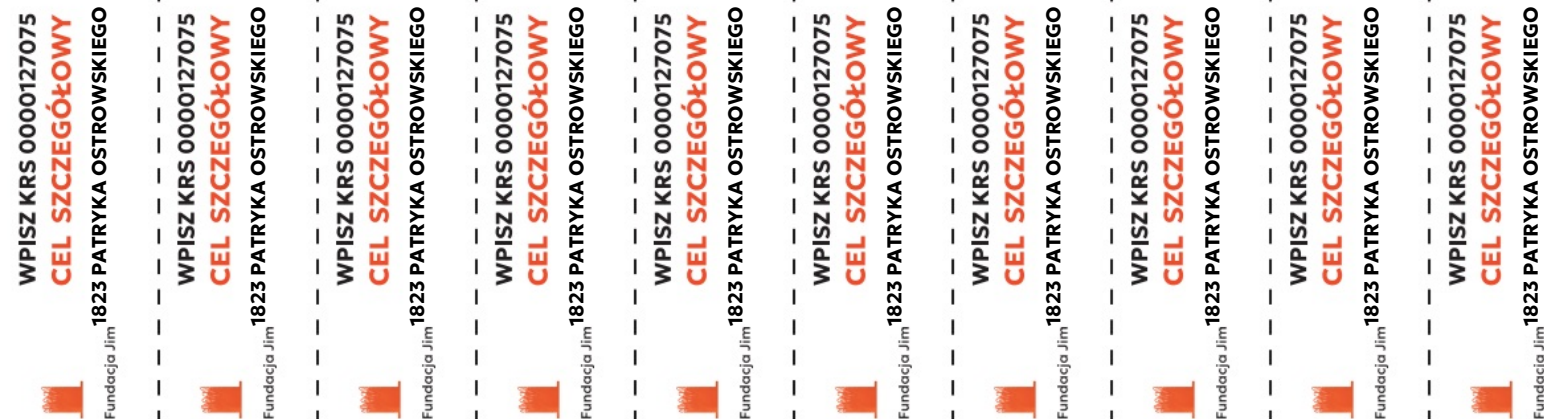 WPISZ KRS 0000127075
CEL SZCZEGÓŁOWY
1823 PATRYKA OSTROWSKIEGO
Fundacja Jim
WPISZ KRS 0000127075
CEL SZCZEGÓŁOWY
1823 PATRYKA OSTROWSKIEGO
Fundacja Jim
WPISZ KRS 0000127075
CEL SZCZEGÓŁOWY
1823 PATRYKA OSTROWSKIEGO
Fundacja Jim
WPISZ KRS 0000127075
CEL SZCZEGÓŁOWY
1823 PATRYKA OSTROWSKIEGO
Fundacja Jim
WPISZ KRS 0000127075
CEL SZCZEGÓŁOWY
1823 PATRYKA OSTROWSKIEGO
Fundacja Jim
WPISZ KRS 0000127075
CEL SZCZEGÓŁOWY
1823 PATRYKA OSTROWSKIEGO
Fundacja Jim
WPISZ KRS 0000127075
CEL SZCZEGÓŁOWY
1823 PATRYKA OSTROWSKIEGO
Fundacja Jim
WPISZ KRS 0000127075
CEL SZCZEGÓŁOWY
1823 PATRYKA OSTROWSKIEGO
Fundacja Jim
WPISZ KRS 0000127075
CEL SZCZEGÓŁOWY
1823 PATRYKA OSTROWSKIEGO
Fundacja Jim
WPISZ KRS 0000127075
CEL SZCZEGÓŁOWY
1823 PATRYKA OSTROWSKIEGO
Fundacja Jim